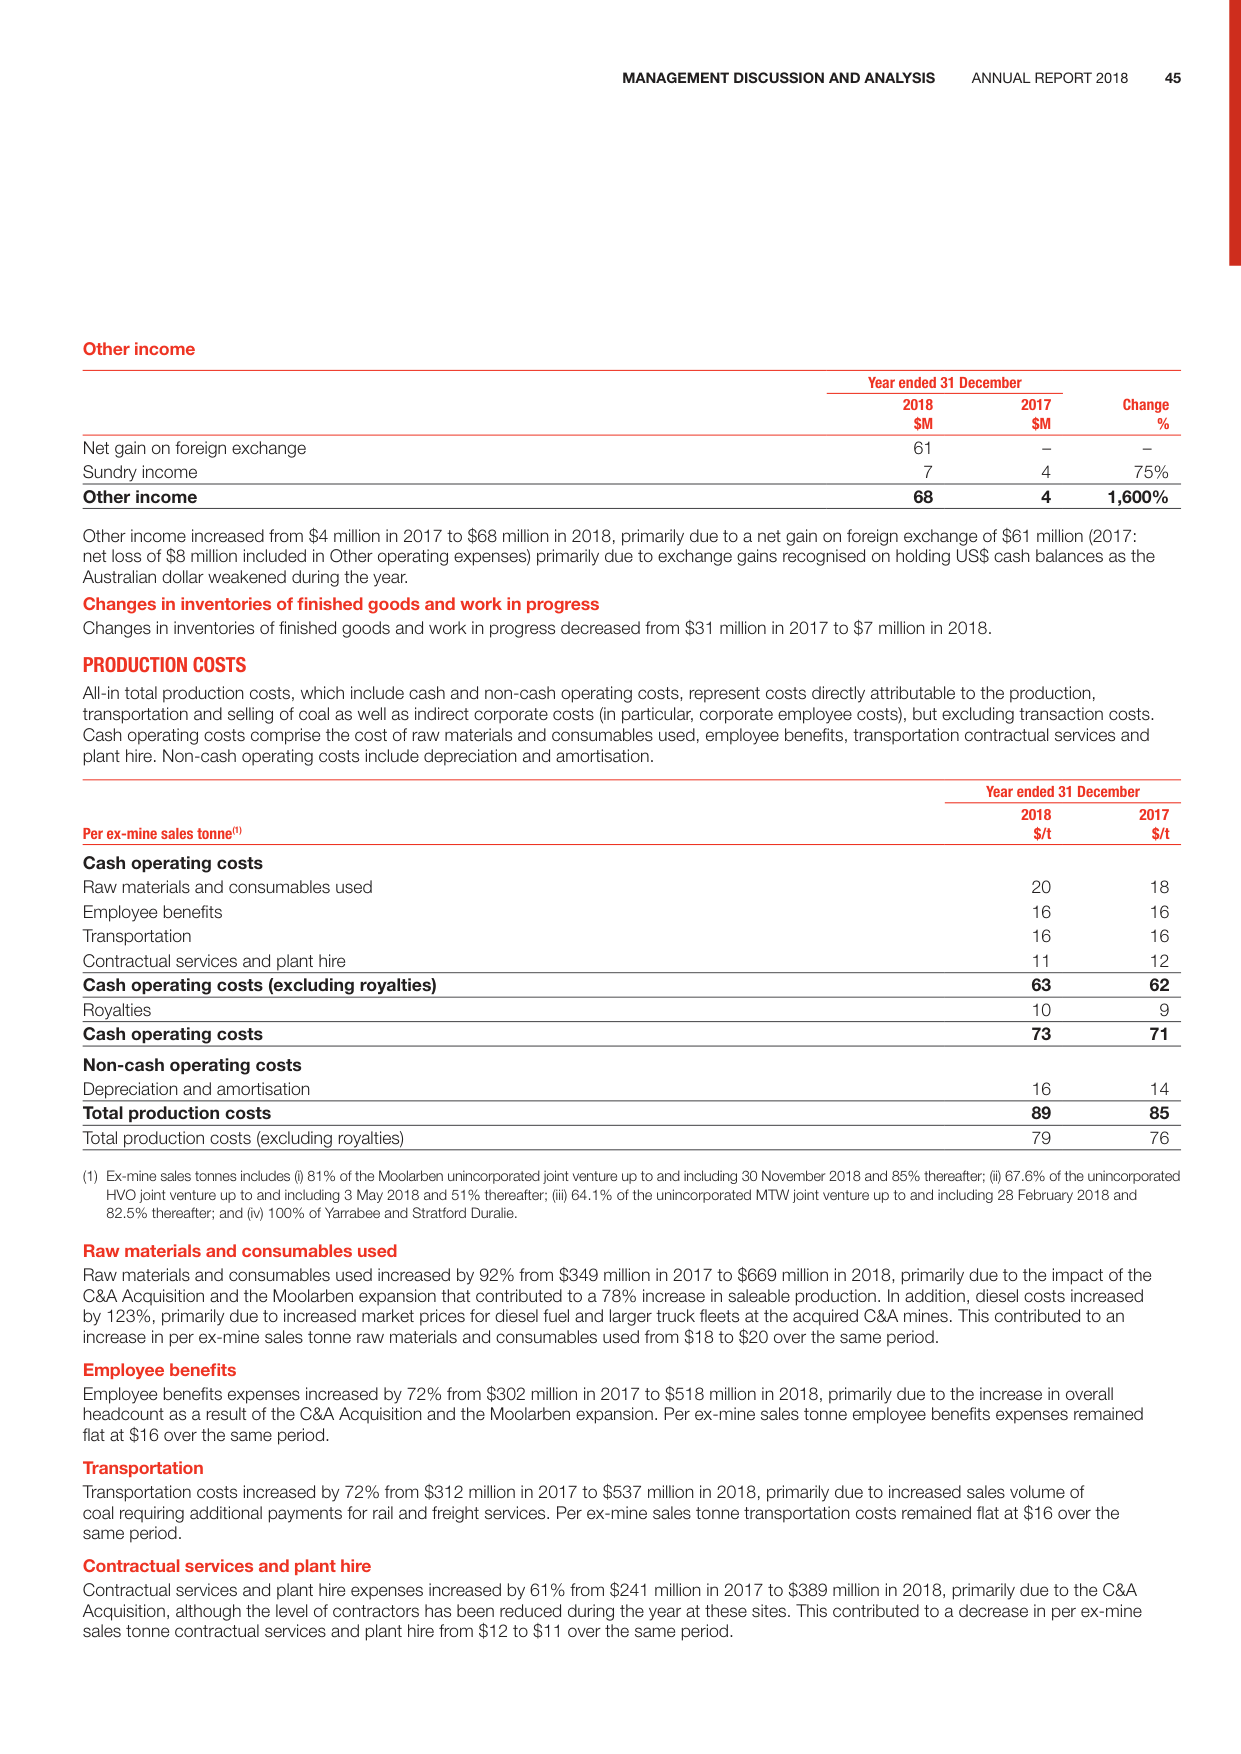 MANAGEMENT DISCUSSION AND ANALYSIS ANNUAL REPORT 2018 45
Other income
Year ended 31 December
2018 2017 Change
$M $M %
Net gain on foreign exchange 61 – –
Sundry income 7 4 75%
Other income 68 4 1,600%
Other income increased from $4 million in 2017 to $68 million in 2018, primarily due to a net gain on foreign exchange of $61 million (2017:
net loss of $8 million included in Other operating expenses) primarily due to exchange gains recognised on holding US$ cash balances as the
Australian dollar weakened during the year.
Changes in inventories of finished goods and work in progress
Changes in inventories of finished goods and work in progress decreased from $31 million in 2017 to $7 million in 2018.
PRODUCTION COSTS
All-in total production costs, which include cash and non-cash operating costs, represent costs directly attributable to the production,
transportation and selling of coal as well as indirect corporate costs (in particular, corporate employee costs), but excluding transaction costs.
Cash operating costs comprise the cost of raw materials and consumables used, employee benefits, transportation contractual services and
plant hire. Non-cash operating costs include depreciation and amortisation.
Year ended 31 December
2018 2017
Per ex-mine sales tonne(1) $/t $/t
Cash operating costs
Raw materials and consumables used 20 18
Employee benefits 16 16
Transportation 16 16
Contractual services and plant hire 11 12
Cash operating costs (excluding royalties) 63 62
Royalties 10 9
Cash operating costs 73 71
Non-cash operating costs
Depreciation and amortisation 16 14
Total production costs 89 85
Total production costs (excluding royalties) 79 76
(1) Ex-mine sales tonnes includes (i) 81% of the Moolarben unincorporated joint venture up to and including 30 November 2018 and 85% thereafter; (ii) 67.6% of the unincorporated
HVO joint venture up to and including 3 May 2018 and 51% thereafter; (iii) 64.1% of the unincorporated MTW joint venture up to and including 28 February 2018 and
82.5% thereafter; and (iv) 100% of Yarrabee and Stratford Duralie.
Raw materials and consumables used
Raw materials and consumables used increased by 92% from $349 million in 2017 to $669 million in 2018, primarily due to the impact of the
C&A Acquisition and the Moolarben expansion that contributed to a 78% increase in saleable production. In addition, diesel costs increased
by 123%, primarily due to increased market prices for diesel fuel and larger truck fleets at the acquired C&A mines. This contributed to an
increase in per ex-mine sales tonne raw materials and consumables used from $18 to $20 over the same period.
Employee benefits
Employee benefits expenses increased by 72% from $302 million in 2017 to $518 million in 2018, primarily due to the increase in overall
headcount as a result of the C&A Acquisition and the Moolarben expansion. Per ex-mine sales tonne employee benefits expenses remained
flat at $16 over the same period.
Transportation
Transportation costs increased by 72% from $312 million in 2017 to $537 million in 2018, primarily due to increased sales volume of
coal requiring additional payments for rail and freight services. Per ex-mine sales tonne transportation costs remained flat at $16 over the
same period.
Contractual services and plant hire
Contractual services and plant hire expenses increased by 61% from $241 million in 2017 to $389 million in 2018, primarily due to the C&A
Acquisition, although the level of contractors has been reduced during the year at these sites. This contributed to a decrease in per ex-mine
sales tonne contractual services and plant hire from $12 to $11 over the same period.